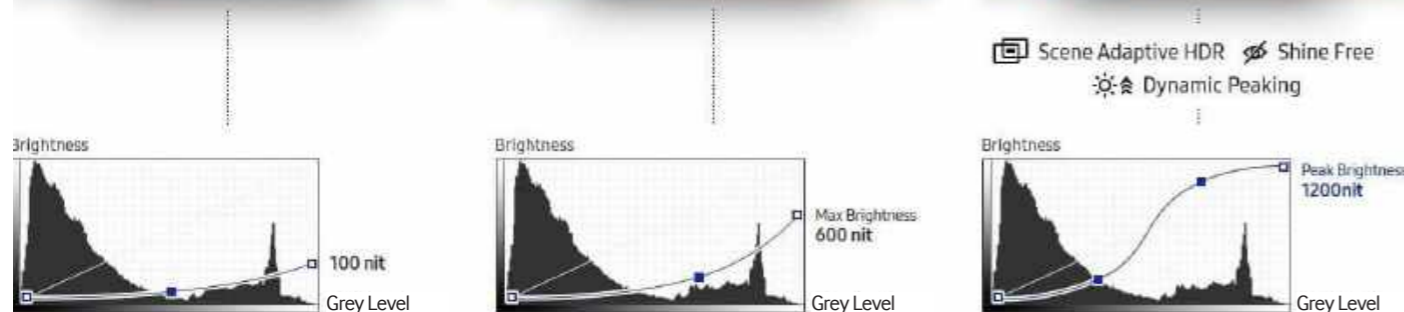 Scene Adaptive HDR Shine Free
Dynamic Peaking
Brightness
100 nit
Grey Level
Brightness
Max Brightness
600 nit
Grey Level
Brightness
Peak Brightness
1200nit
Grey Level